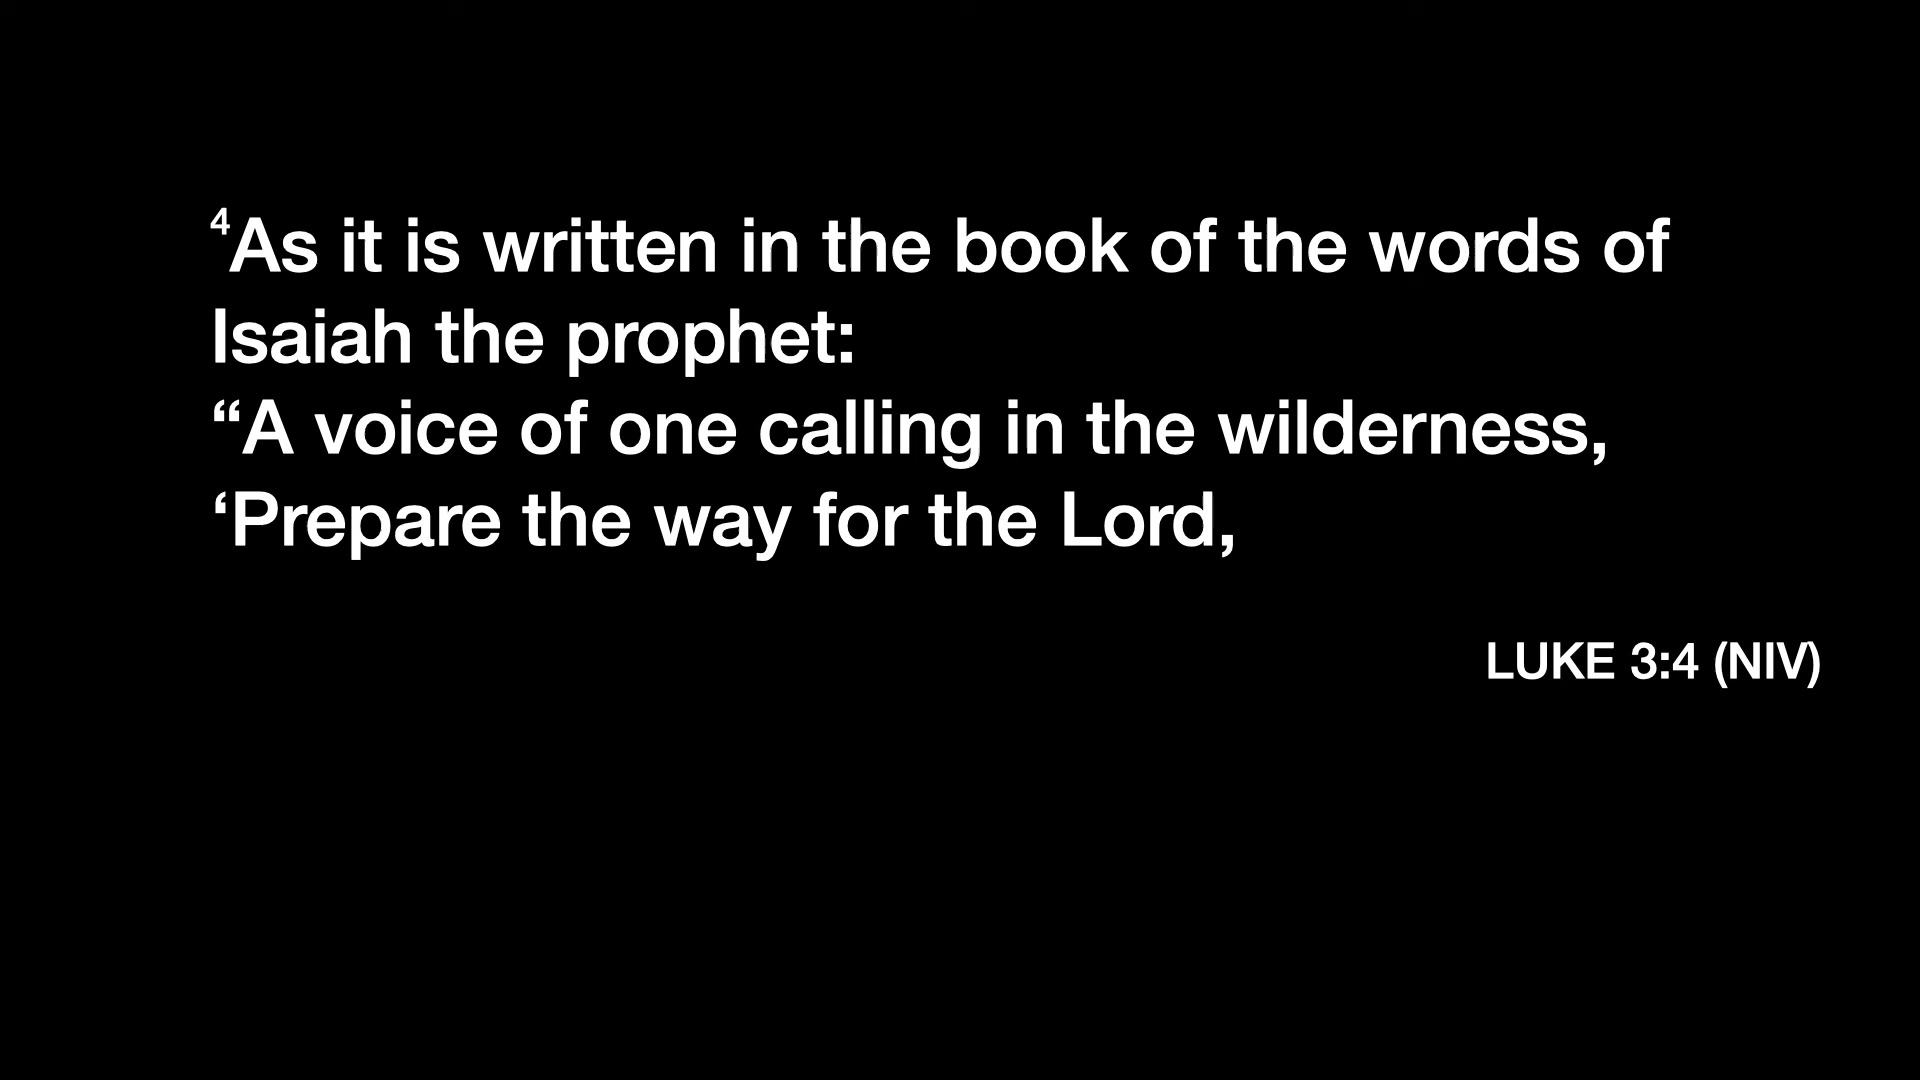 ⁴As it is written in the book of the words of
Isaiah the prophet:
“A voice of one calling in the wilderness,
‘Prepare the way for the Lord,
LUKE 3:4 (NIV)